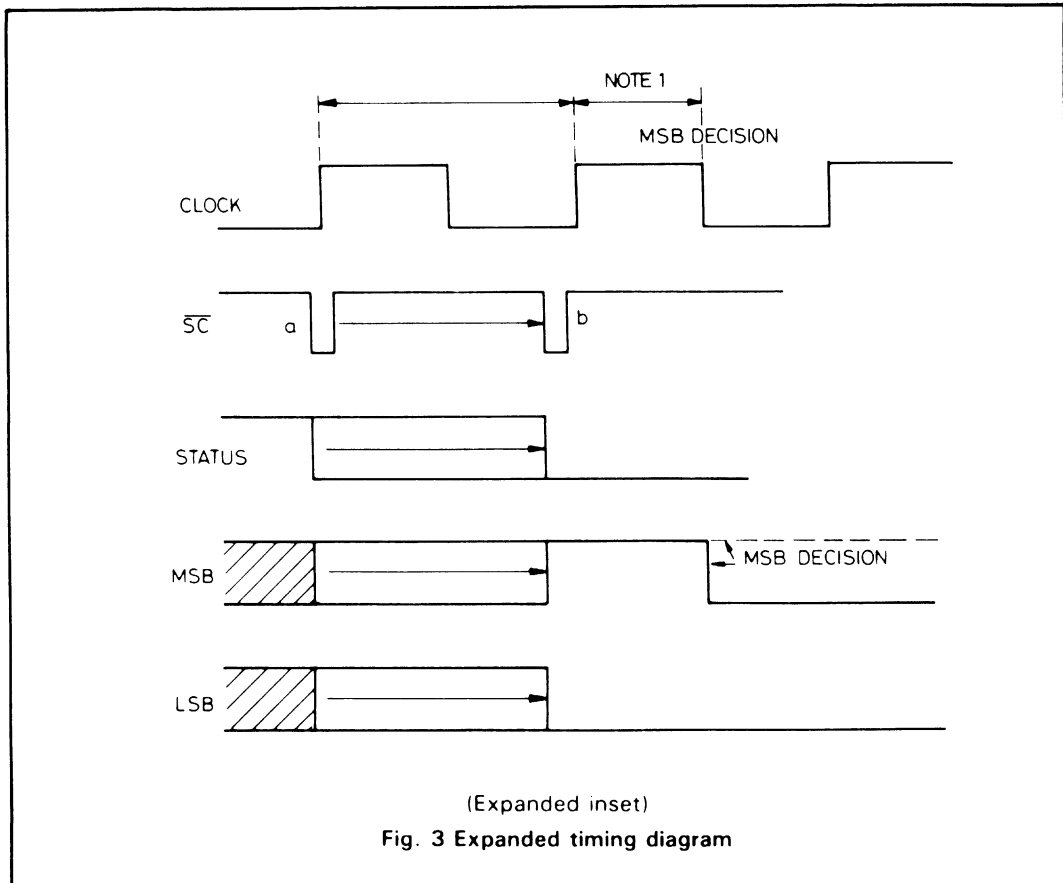 NOTE 1
MSB DECISION
CLOCK
SC
a
b
STATUS
MSB
MSB DECISION
LSB
(Expanded inset)
Fig. 3 Expanded timing diagram